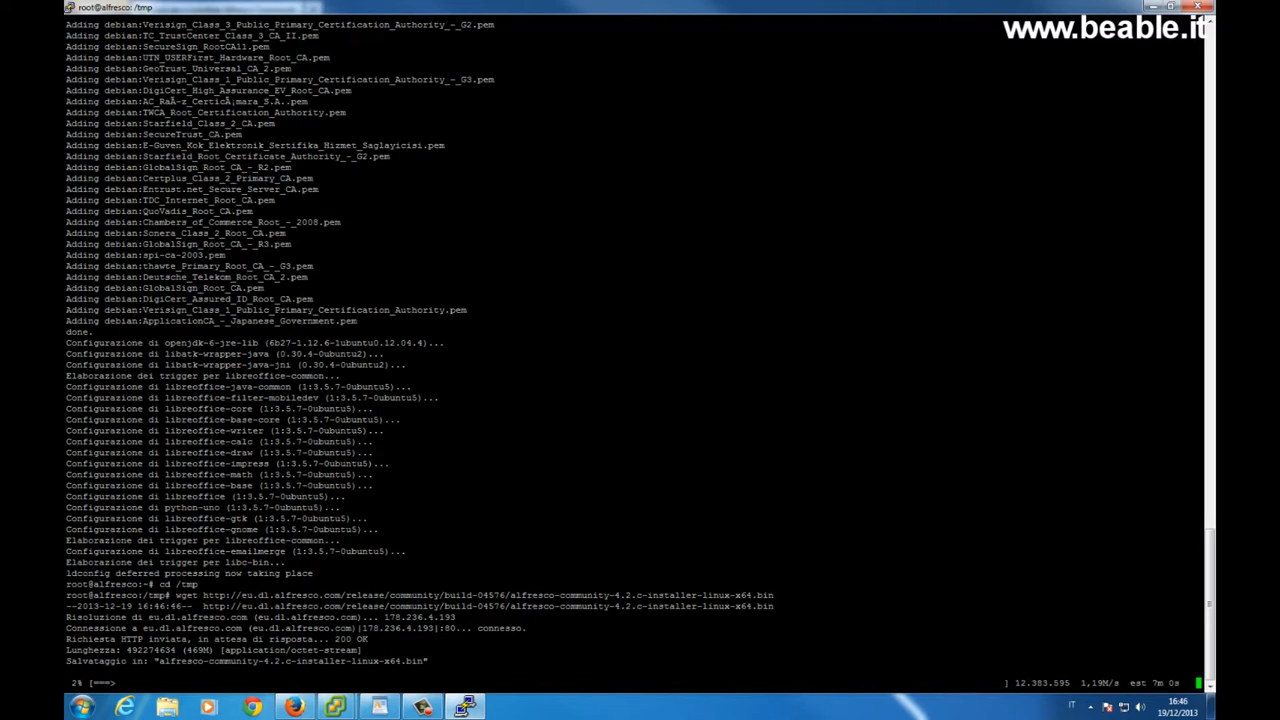 root@alfresco: /tmp
www.beable.it
Adding debian:Verisign_Class_3_Public_Primary_Certification_Authority_-_G2.pem
Adding debian:TC_TrustCenter_Class_3_CA_II.pem
Adding debian:SecureSign_RootCA11.pem
Adding debian:UTN_USERFirst_Hardware_Root_CA.pem
Adding debian:GeoTrust_Universal_CA_2.pem
Adding debian:Verisign_Class_1_Public_Primary_Certification_Authority_-_G3.pem
Adding debian:DigiCert_High_Assurance_EV_Root_CA.pem
Adding debian:AC_RaÃ-z_CerticÃ¡mara_S.A..pem
Adding debian:TWCA_Root_Certification_Authority.pem
Adding debian:Starfield_Class_2_CA.pem
Adding debian:SecureTrust_CA.pem
Adding debian:E-Guven_Kok_Elektronik_Sertifika_Hizmet_Saglayicisi.pem
Adding debian:Starfield_Root_Certificate_Authority_-_G2.pem
Adding debian:GlobalSign_Root_CA_-_R2.pem
Adding debian:Certplus_Class_2_Primary_CA.pem
Adding debian:Entrust.net_Secure_Server_CA.pem
Adding debian:TDC_Internet_Root_CA.pem
Adding debian:QuoVadis_Root_CA.pem
Adding debian:Chambers_of_Commerce_Root_-_2008.pem
Adding debian:Sonera_Class_2_Root_CA.pem
Adding debian:GlobalSign_Root_CA_-_R3.pem
Adding debian:spi-ca-2003.pem
Adding debian:thawte_Primary_Root_CA_-_G3.pem
Adding debian:Deutsche_Telekom_Root_CA_2.pem
Adding debian:GlobalSign_Root_CA.pem
Adding debian:DigiCert_Assured_ID_Root_CA.pem
Adding debian:Verisign_Class_1_Public_Primary_Certification_Authority.pem
Adding debian:ApplicationCA_-_Japanese_Government.pem
done.
Configurazione di openjdk-6-jre-lib (6b27-1.12.6-1ubuntu0.12.04.4)...
Configurazione di libatk-wrapper-java (0.30.4-0ubuntu2)...
Configurazione di libatk-wrapper-java-jni (0.30.4-0ubuntu2)...
Elaborazione dei trigger per libreoffice-common...
Configurazione di libreoffice-java-common (1:3.5.7-0ubuntu5)...
Configurazione di libreoffice-filter-mobiledev (1:3.5.7-0ubuntu5)...
Configurazione di libreoffice-core (1:3.5.7-0ubuntu5)...
Configurazione di libreoffice-base-core (1:3.5.7-0ubuntu5)...
Configurazione di libreoffice-writer (1:3.5.7-0ubuntu5)...
Configurazione di libreoffice-calc (1:3.5.7-0ubuntu5)...
Configurazione di libreoffice-draw (1:3.5.7-0ubuntu5)...
Configurazione di libreoffice-impress (1:3.5.7-0ubuntu5)...
Configurazione di libreoffice-math (1:3.5.7-0ubuntu5)...
Configurazione di libreoffice-base (1:3.5.7-0ubuntu5)...
Configurazione di libreoffice (1:3.5.7-0ubuntu5)...
Configurazione di python-uno (1:3.5.7-0ubuntu5)...
Configurazione di libreoffice-gtk (1:3.5.7-0ubuntu5)...
Configurazione di libreoffice-gnome (1:3.5.7-0ubuntu5)...
Elaborazione dei trigger per libreoffice-common...
Configurazione di libreoffice-emailmerge (1:3.5.7-0ubuntu5)...
Elaborazione dei trigger per libc-bin...
ldconfig deferred processing now taking place
root@alfresco:~# cd /tmp
root@alfresco:/tmp# wget http://eu.dl.alfresco.com/release/community/build-04576/alfresco-community-4.2.c-installer-linux-x64.bin
--2013-12-19 16:46:46--  http://eu.dl.alfresco.com/release/community/build-04576/alfresco-community-4.2.c-installer-linux-x64.bin
Risoluzione di eu.dl.alfresco.com (eu.dl.alfresco.com)... 178.236.4.193
Connessione a eu.dl.alfresco.com (eu.dl.alfresco.com)|178.236.4.193|:80... connesso.
Richiesta HTTP inviata, in attesa di risposta... 200 OK
Lunghezza: 492274634 (469M) [application/octet-stream]
Salvataggio in: "alfresco-community-4.2.c-installer-linux-x64.bin"
2% [===> ] 12.383.595 1,19M/s est 7m 0s
IT
16:46
19/12/2013